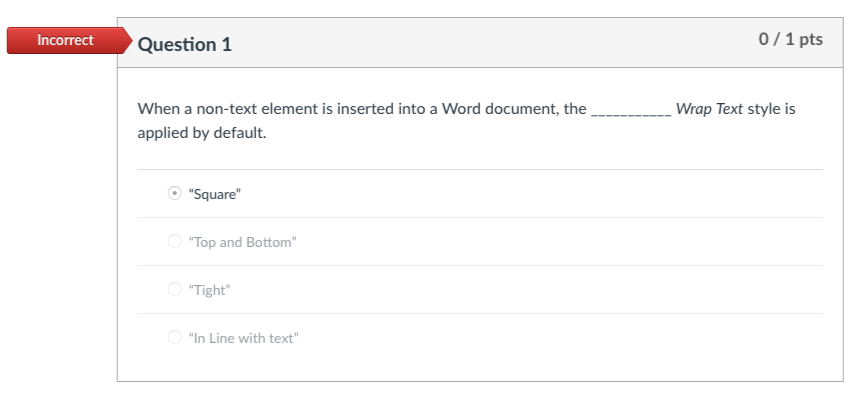 Incorrect
Question 1
0 / 1 pts
When a non-text element is inserted into a Word document, the ___________ Wrap Text style is
applied by default.
“Square”
“Top and Bottom”
“Tight”
“In Line with text”